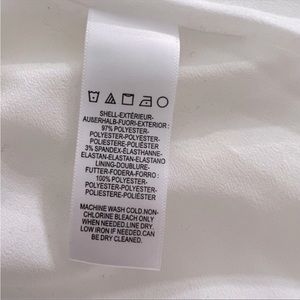 SHELL-EXTÉRIEUR-
AUßERHALB-FUORI-EXTERIOR :
97% POLYESTER-
POLYESTER-POLYESTER-
POLIESTERE-POLIÉSTER
3% SPANDEX-ÉLASTHANNE-
ELASTAN-ELASTAN-ELASTANO
LINING-DOUBLURE-
FUTTER-FODERA-FORRO :
100% POLYESTER-
POLYESTER-POLYESTER-
POLIESTERE-POLIÉSTER
MACHINE WASH COLD.NON-
CHLORINE BLEACH ONLY
WHEN NEEDED.LINE DRY.
LOW IRON IF NEEDED.CAN
BE DRY CLEANED.